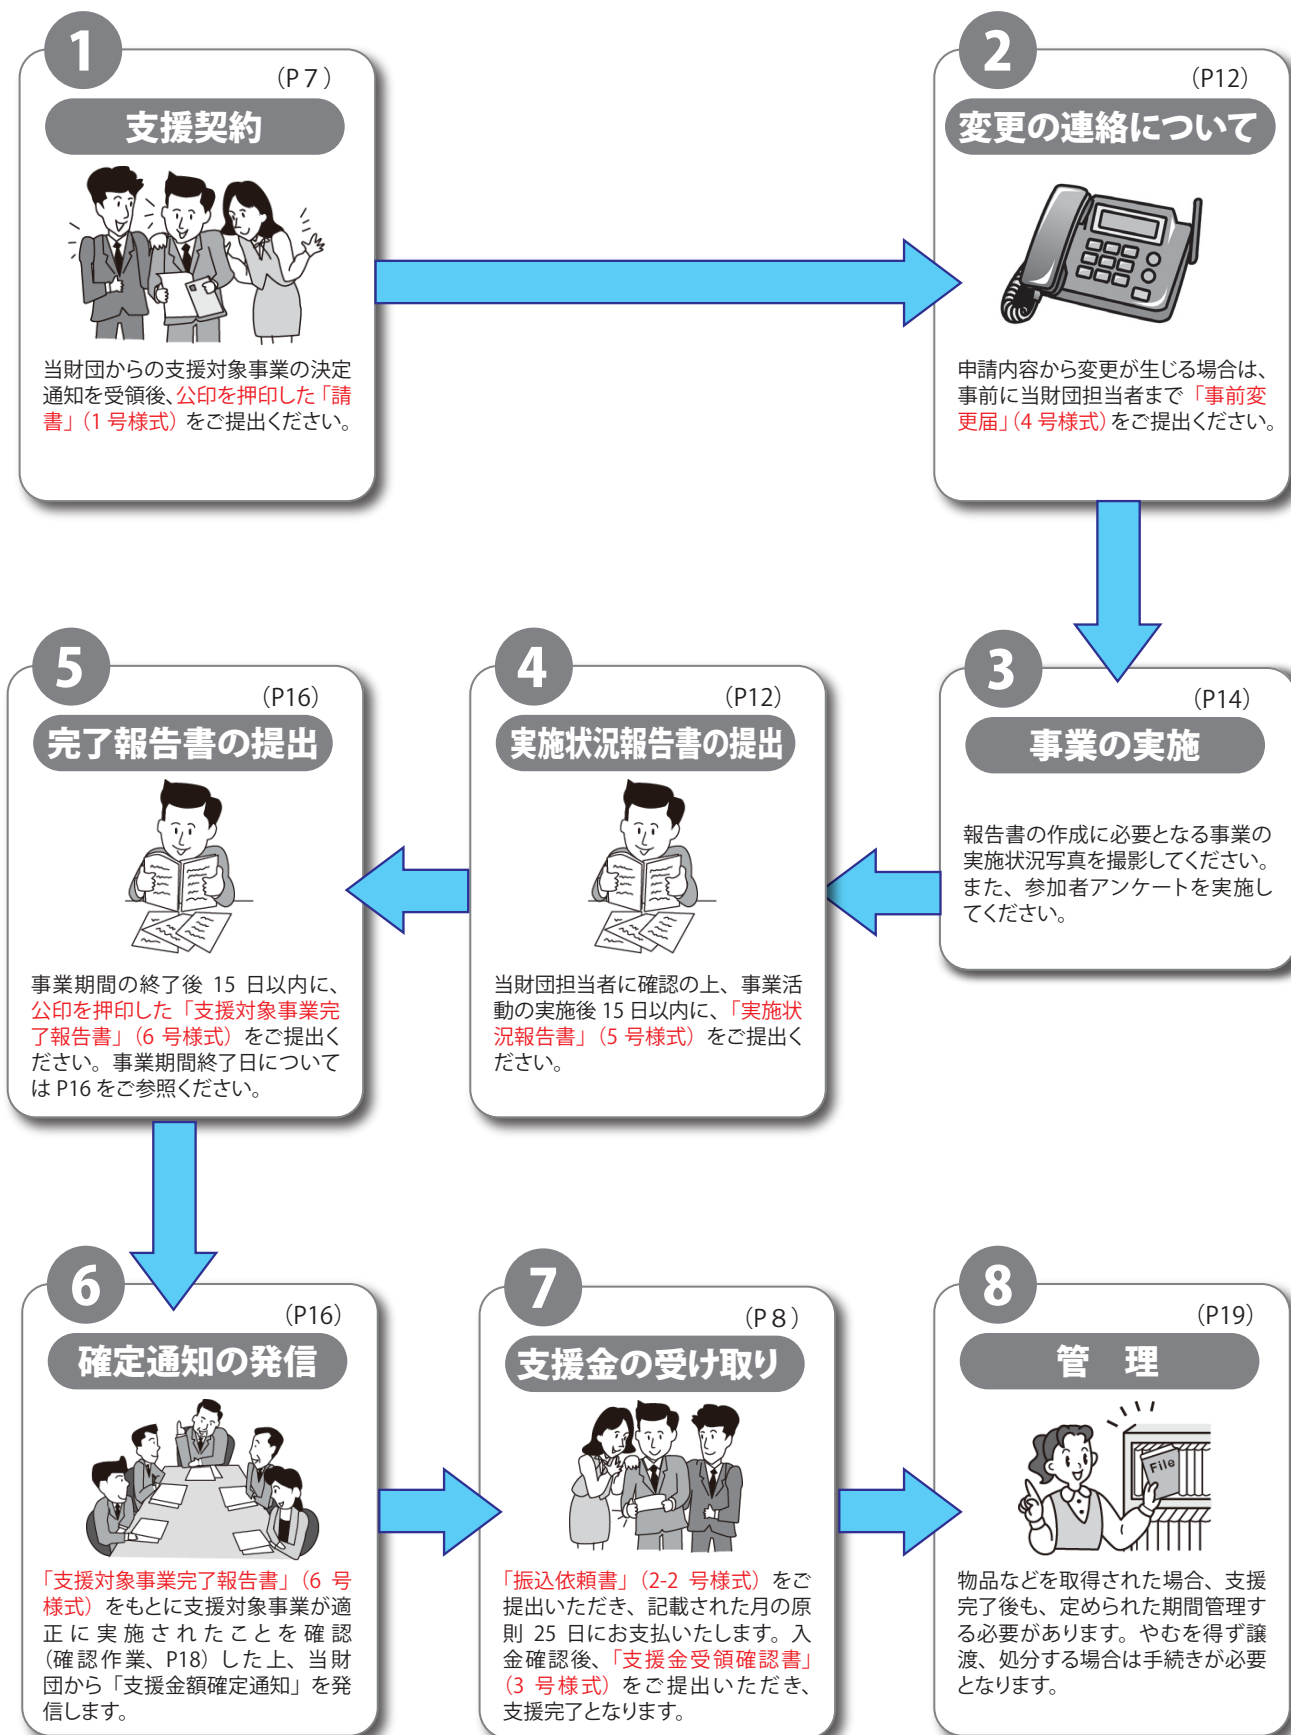 1
（P 7）
支援契約
当財団からの支援対象事業の決定
通知を受領後、公印を押印した「請
書」（1 号様式）をご提出ください。
2
（P12）
変更の連絡について
申請内容から変更が生じる場合は、
事前に当財団担当者まで「事前変
更届」（4 号様式）をご提出ください。
3
（P14）
事業の実施
報告書の作成に必要となる事業の
実施状況写真を撮影してください。
また、参加者アンケートを実施し
てください。
4
（P12）
実施状況報告書の提出
当財団担当者に確認の上、事業活
動の実施後 15 日以内に、「実施状
況報告書」（5 号様式）をご提出く
ださい。
5
（P16）
完了報告書の提出
事業期間の終了後 15 日以内に、
公印を押印した「支援対象事業完
了報告書」（6 号様式）をご提出く
ださい。事業期間終了日について
は P16 をご参照ください。
6
（P16）
確定通知の発信
「支援対象事業完了報告書」（6 号
様式）をもとに支援対象事業が適
正に実施されたことを確認
（確認作業、P18）した上、当財
団から「支援金額確定通知」を発
信します。
7
（P 8）
支援金の受け取り
「振込依頼書」（2-2 号様式）をご
提出いただき、記載された月の原
則 25 日にお支払いたします。入
金確認後、「支援金受領確認書」
（3 号様式）をご提出いただき、
支援完了となります。
8
（P19）
管　理
File
物品などを取得された場合、支援
完了後も、定められた期間管理す
る必要があります。やむを得ず譲
渡、処分する場合は手続きが必要
となります。